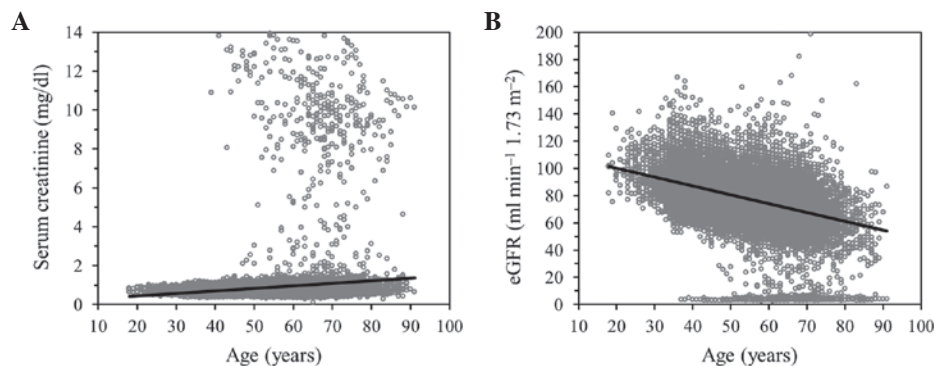 A
B
Serum creatinine (mg/dl)
14
12
10
8
6
4
2
0
10 20 30 40 50 60 70 80 90 100
Age (years)
eGFR (ml min⁻¹ 1.73 m⁻²)
200
180
160
140
120
100
80
60
40
20
0
10 20 30 40 50 60 70 80 90 100
Age (years)